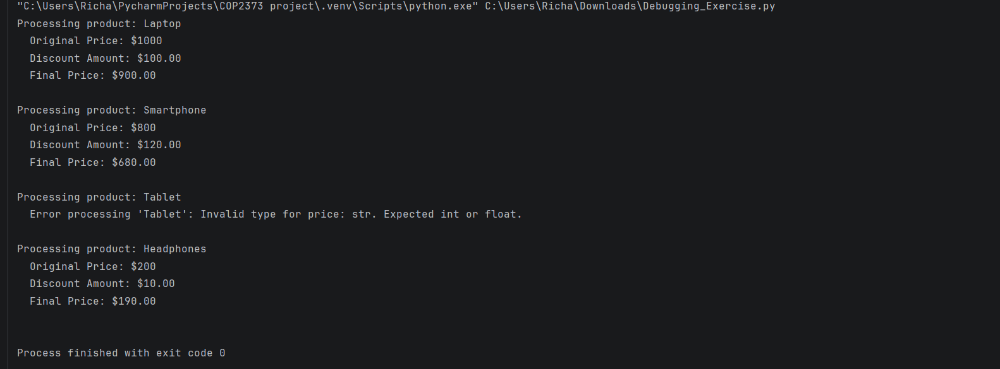 "C:\Users\Richa\PycharmProjects\COP2373 project\.venv\Scripts\python.exe" C:\Users\Richa\Downloads\Debugging_Exercise.py
Processing product: Laptop
  Original Price: $1000
  Discount Amount: $100.00
  Final Price: $900.00

Processing product: Smartphone
  Original Price: $800
  Discount Amount: $120.00
  Final Price: $680.00

Processing product: Tablet
  Error processing 'Tablet': Invalid type for price: str. Expected int or float.

Processing product: Headphones
  Original Price: $200
  Discount Amount: $10.00
  Final Price: $190.00


Process finished with exit code 0